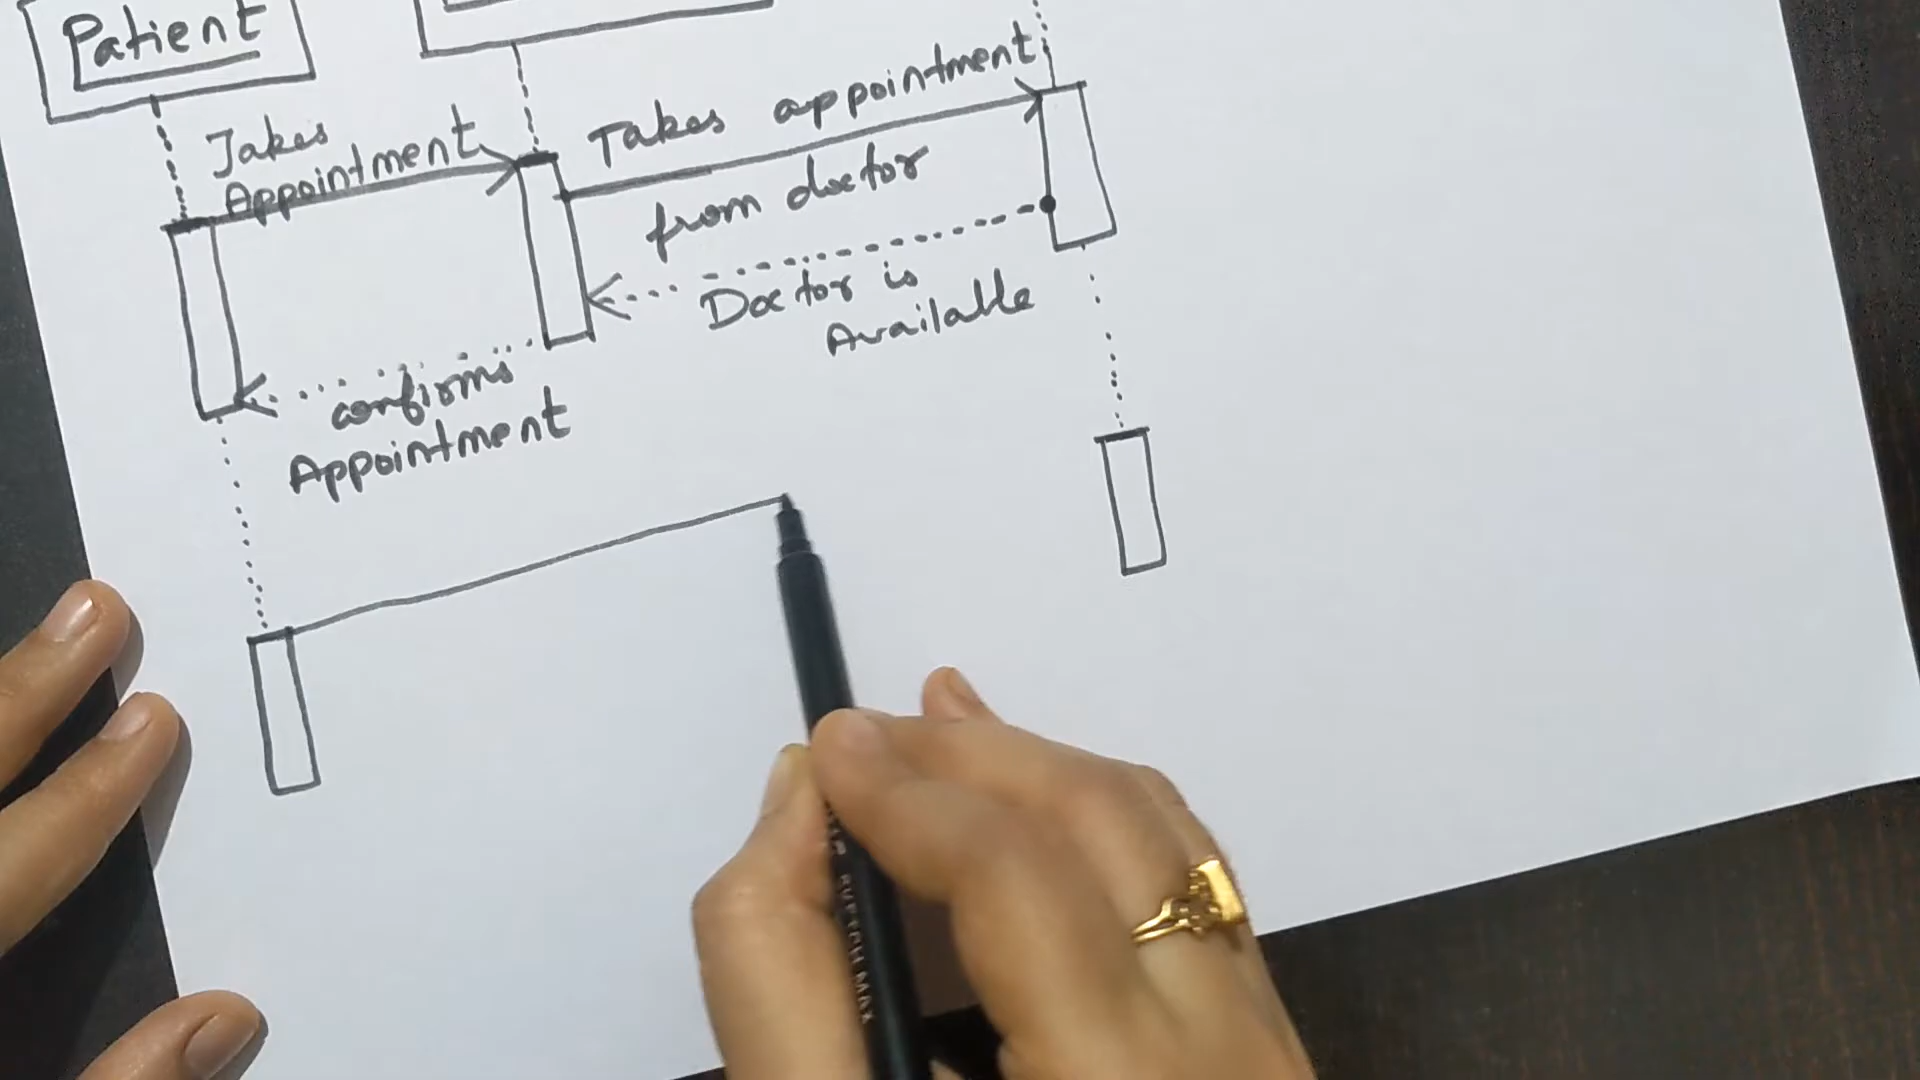 Patient
Takes
Appointment
Takes appointment
from doctor
Doctor is
Available
confirms
Appointment